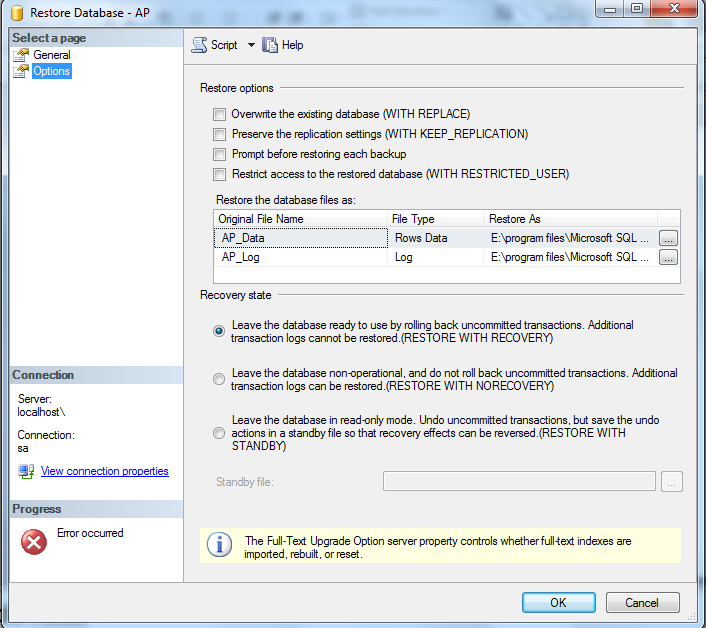 Restore Database - AP
Select a page
General
Options
Script
Help
Restore options
Overwrite the existing database (WITH REPLACE)
Preserve the replication settings (WITH KEEP_REPLICATION)
Prompt before restoring each backup
Restrict access to the restored database (WITH RESTRICTED_USER)
Restore the database files as:
Original File Name File Type Restore As
AP_Data Rows Data E:\program files\Microsoft SQL ... ...
AP_Log Log E:\program files\Microsoft SQL ... ...
Recovery state
Leave the database ready to use by rolling back uncommitted transactions. Additional
transaction logs cannot be restored.(RESTORE WITH RECOVERY)
Leave the database non-operational, and do not roll back uncommitted transactions. Additional
transaction logs can be restored.(RESTORE WITH NORECOVERY)
Leave the database in read-only mode. Undo uncommitted transactions, but save the undo
actions in a standby file so that recovery effects can be reversed.(RESTORE WITH
STANDBY)
Standby file: ...
Connection
Server:
localhost\
Connection:
sa
View connection properties
Progress
Error occurred
The Full-Text Upgrade Option server property controls whether full-text indexes are
imported, rebuilt, or reset.
OK Cancel